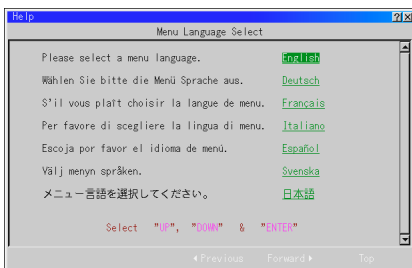 Help
Menu Language Select
Please select a menu language. English
Wählen Sie bitte die Menü Sprache aus. Deutsch
S'il vous plaît choisir la langue de menu. Français
Per favore di scegliere la lingua di menu. Italiano
Escoja por favor el idioma de menú. Español
Välj menyn språken. Svenska
メニュー言語を選択してください。 日本語
Select "UP", "DOWN" & "ENTER"
Previous Forward Top